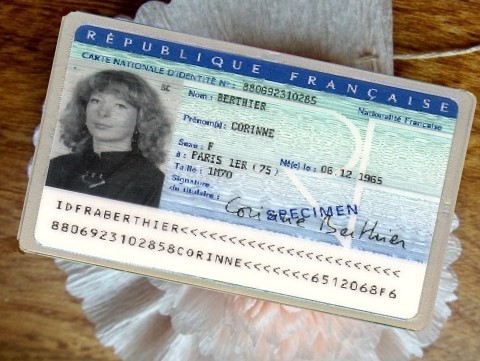 RÉPUBLIQUE FRANÇAISE
CARTE NATIONALE D'IDENTITÉ N° : 880692310285
Nationalité Française
Nom : BERTHIER
Prénom(s) : CORINNE
Sexe : F
Né(e) le : 06.12.1965
à : PARIS 1ER (75)
Taille : 1M70
Signature
du titulaire :
Corinne Berthier
SPECIMEN
IDFRABERTHIER<<<<<<<<<<<<<<<<<<<<<<<
8806923102858CORINNE<<<<<<<6512068F6